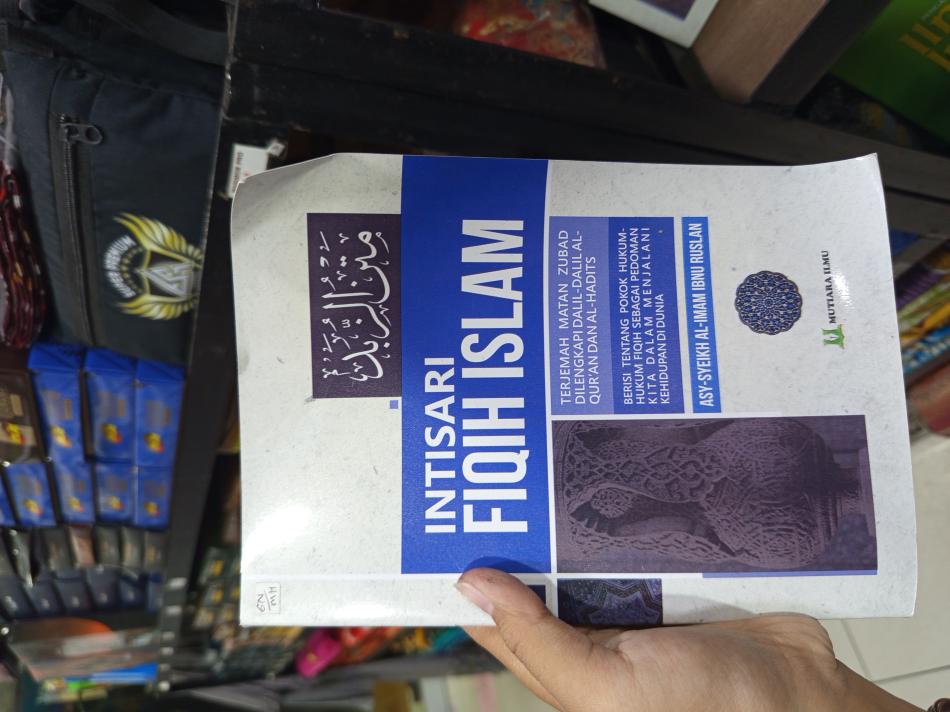 متن الزبد
INTISARI
FIQIH ISLAM
TERJEMAH MATAN ZUBAD
DILENGKAPI DALIL-DALIL AL-
QUR'AN DAN AL-HADITS
BERISI TENTANG POKOK HUKUM-
HUKUM FIQIH SEBAGAI PEDOMAN
KITA DALAM MENJALANI
KEHIDUPAN DI DUNIA
ASY-SYEIKH AL-IMAM IBNU RUSLAN
MUTIARA ILMU